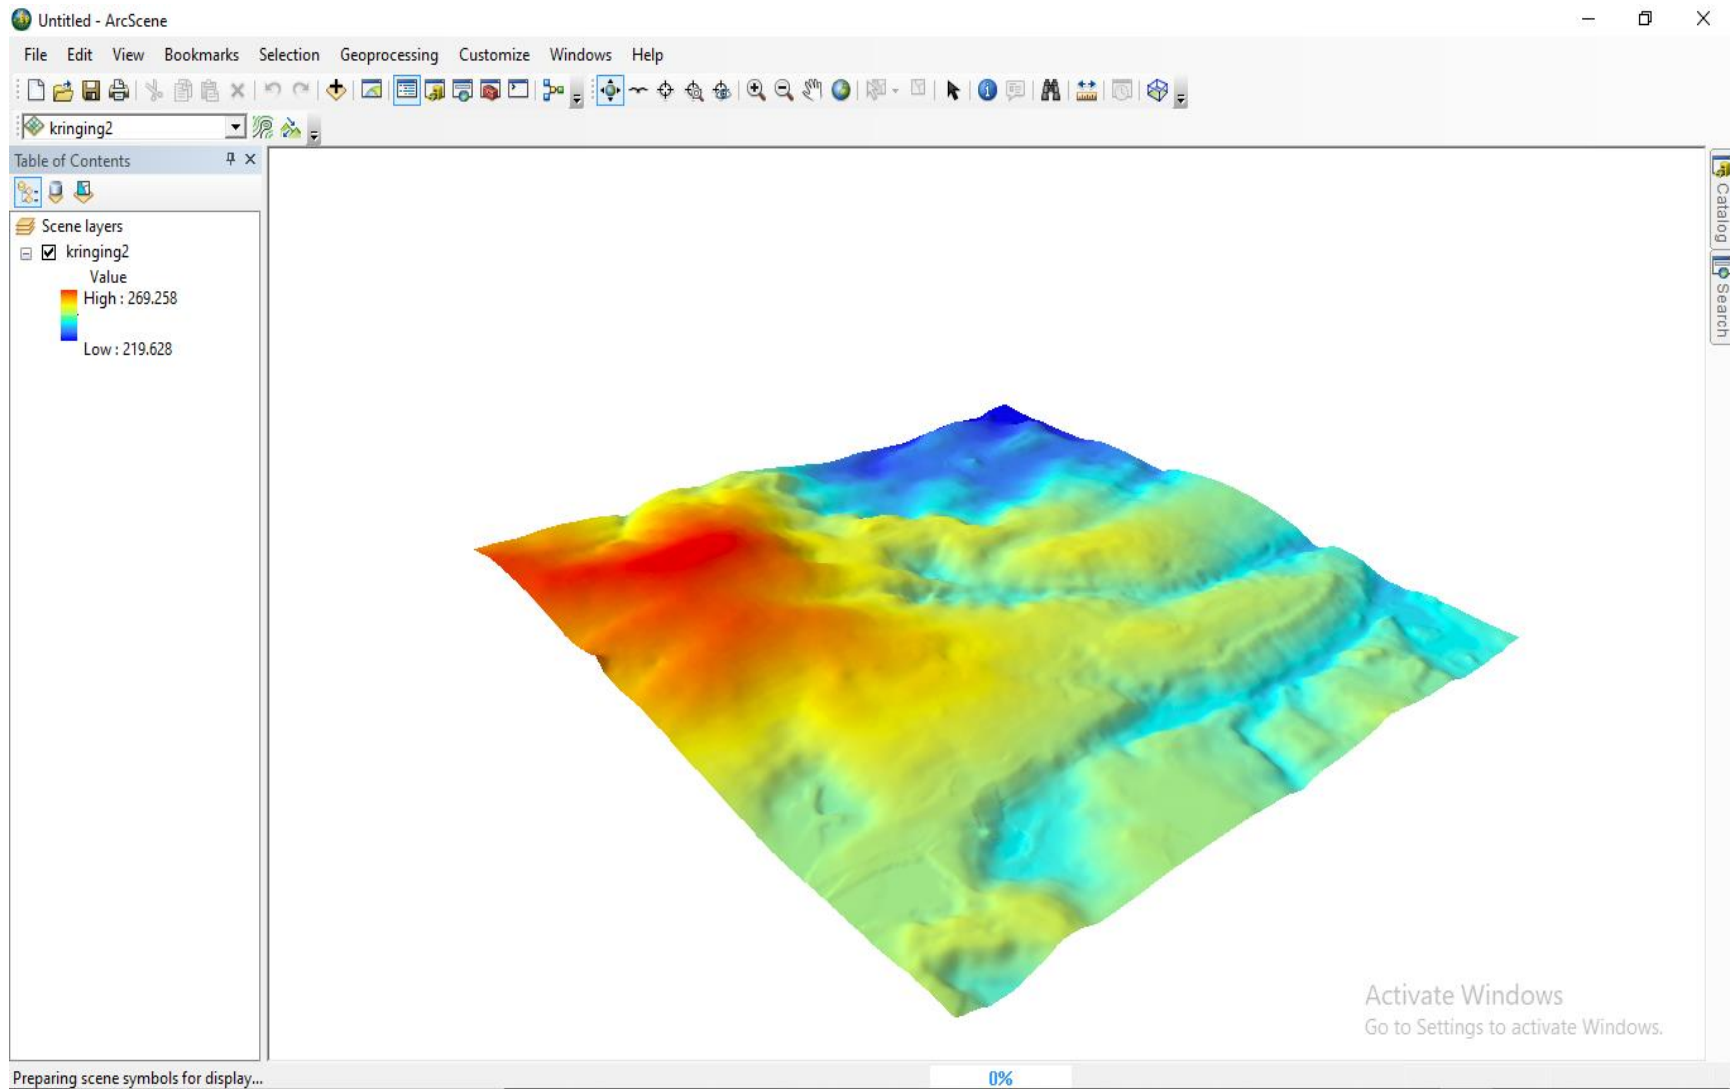 Untitled - ArcScene
File Edit View Bookmarks Selection Geoprocessing Customize Windows Help
kringing2
Table of Contents
Scene layers
kringing2
Value
High : 269.258
Low : 219.628
Catalog
Search
Activate Windows
Go to Settings to activate Windows.
Preparing scene symbols for display...
0%